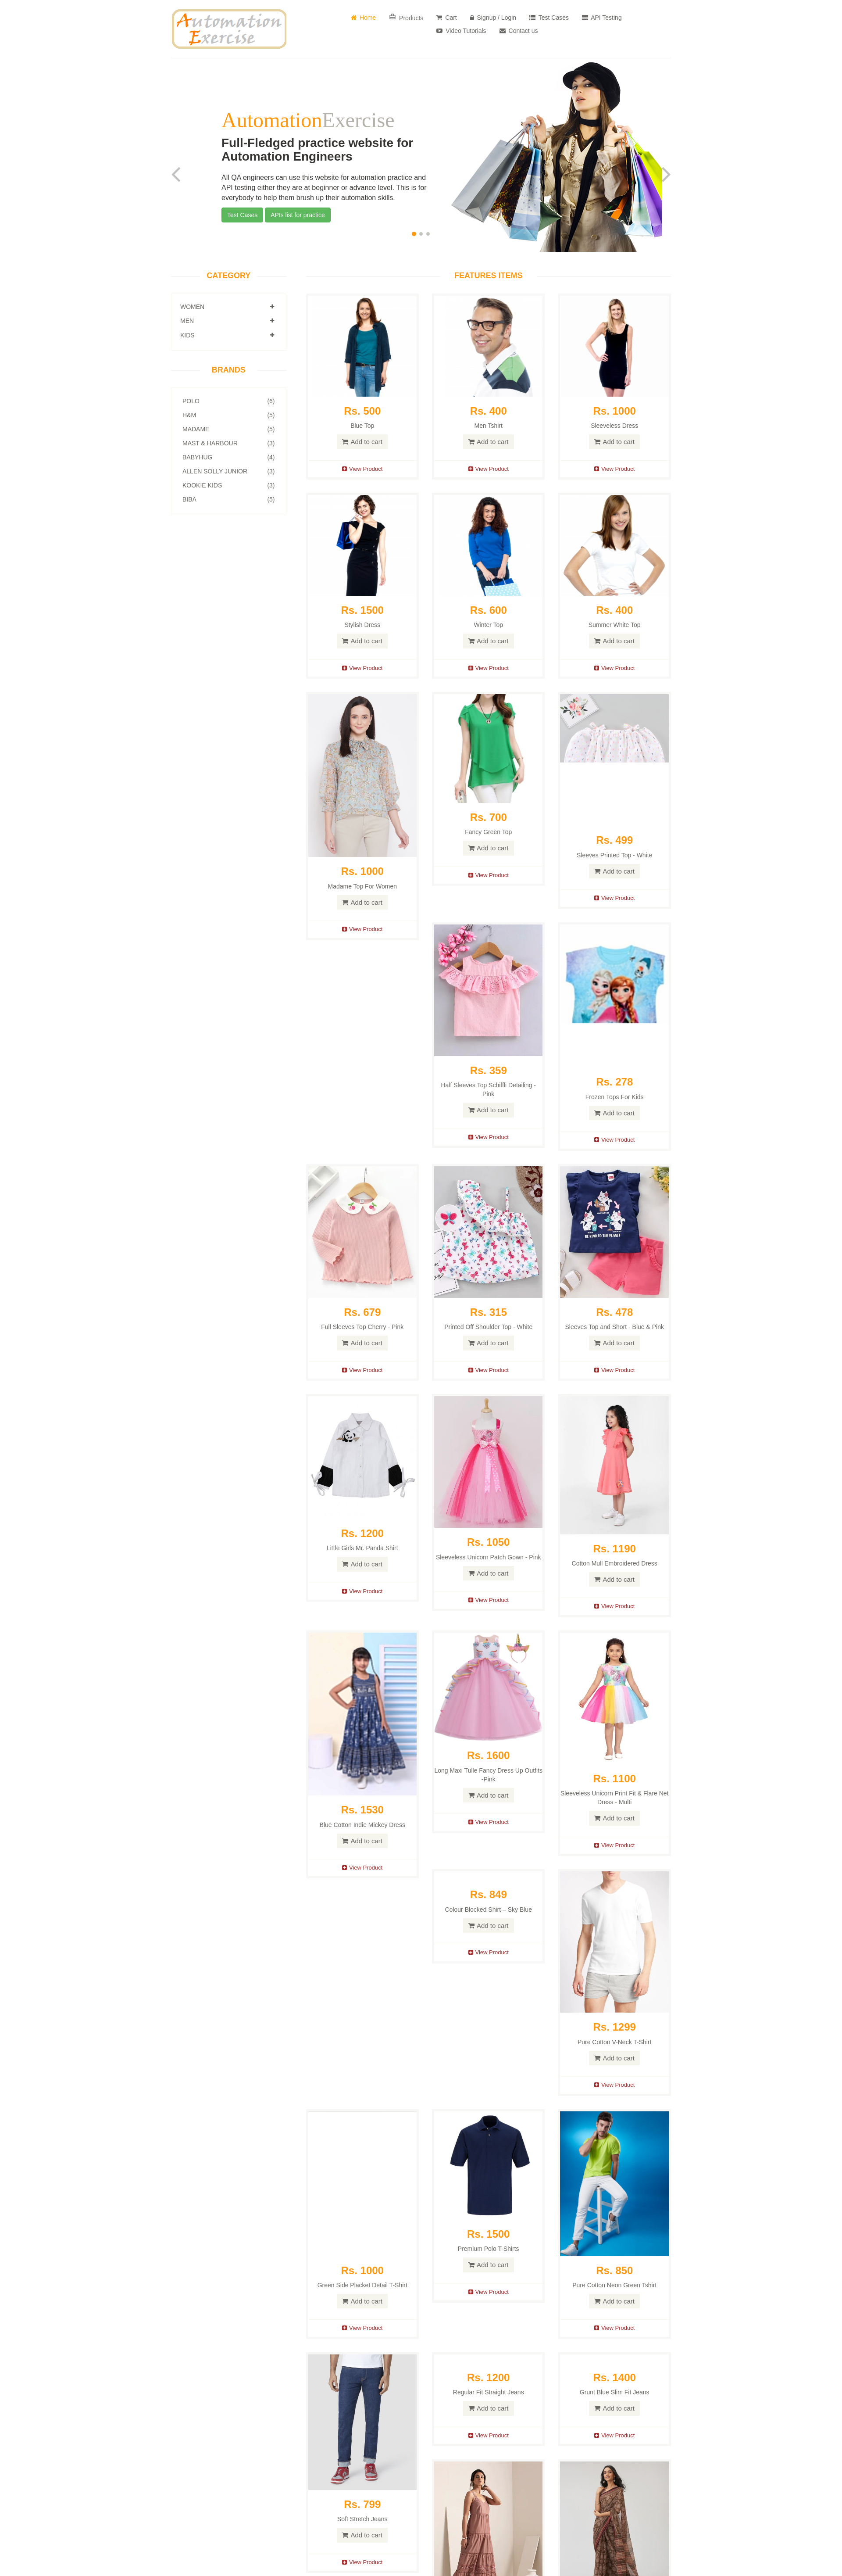 Automation
Exercise
Home
Products
Cart
Signup / Login
Test Cases
API Testing
Video Tutorials
Contact us
AutomationExercise
Full-Fledged practice website for
Automation Engineers
All QA engineers can use this website for automation practice and
API testing either they are at beginner or advance level. This is for
everybody to help them brush up their automation skills.
Test Cases
APIs list for practice
CATEGORY
WOMEN
MEN
KIDS
BRANDS
POLO (6)
H&M (5)
MADAME (5)
MAST & HARBOUR (3)
BABYHUG (4)
ALLEN SOLLY JUNIOR (3)
KOOKIE KIDS (3)
BIBA (5)
FEATURES ITEMS
Rs. 500
Blue Top
Add to cart
View Product
Rs. 400
Men Tshirt
Add to cart
View Product
Rs. 1000
Sleeveless Dress
Add to cart
View Product
Rs. 1500
Stylish Dress
Add to cart
View Product
Rs. 600
Winter Top
Add to cart
View Product
Rs. 400
Summer White Top
Add to cart
View Product
Rs. 1000
Madame Top For Women
Add to cart
View Product
Rs. 700
Fancy Green Top
Add to cart
View Product
Rs. 499
Sleeves Printed Top - White
Add to cart
View Product
Rs. 359
Half Sleeves Top Schiffli Detailing -
Pink
Add to cart
View Product
Rs. 278
Frozen Tops For Kids
Add to cart
View Product
Rs. 679
Full Sleeves Top Cherry - Pink
Add to cart
View Product
Rs. 315
Printed Off Shoulder Top - White
Add to cart
View Product
BE KIND TO THE PLANET
Rs. 478
Sleeves Top and Short - Blue & Pink
Add to cart
View Product
Rs. 1200
Little Girls Mr. Panda Shirt
Add to cart
View Product
Rs. 1050
Sleeveless Unicorn Patch Gown - Pink
Add to cart
View Product
Rs. 1190
Cotton Mull Embroidered Dress
Add to cart
View Product
Rs. 1530
Blue Cotton Indie Mickey Dress
Add to cart
View Product
Rs. 1600
Long Maxi Tulle Fancy Dress Up Outfits
-Pink
Add to cart
View Product
Rs. 1100
Sleeveless Unicorn Print Fit & Flare Net
Dress - Multi
Add to cart
View Product
Rs. 849
Colour Blocked Shirt – Sky Blue
Add to cart
View Product
Rs. 1299
Pure Cotton V-Neck T-Shirt
Add to cart
View Product
Rs. 1000
Green Side Placket Detail T-Shirt
Add to cart
View Product
Rs. 1500
Premium Polo T-Shirts
Add to cart
View Product
Rs. 850
Pure Cotton Neon Green Tshirt
Add to cart
View Product
Rs. 799
Soft Stretch Jeans
Add to cart
View Product
Rs. 1200
Regular Fit Straight Jeans
Add to cart
View Product
Rs. 1400
Grunt Blue Slim Fit Jeans
Add to cart
View Product